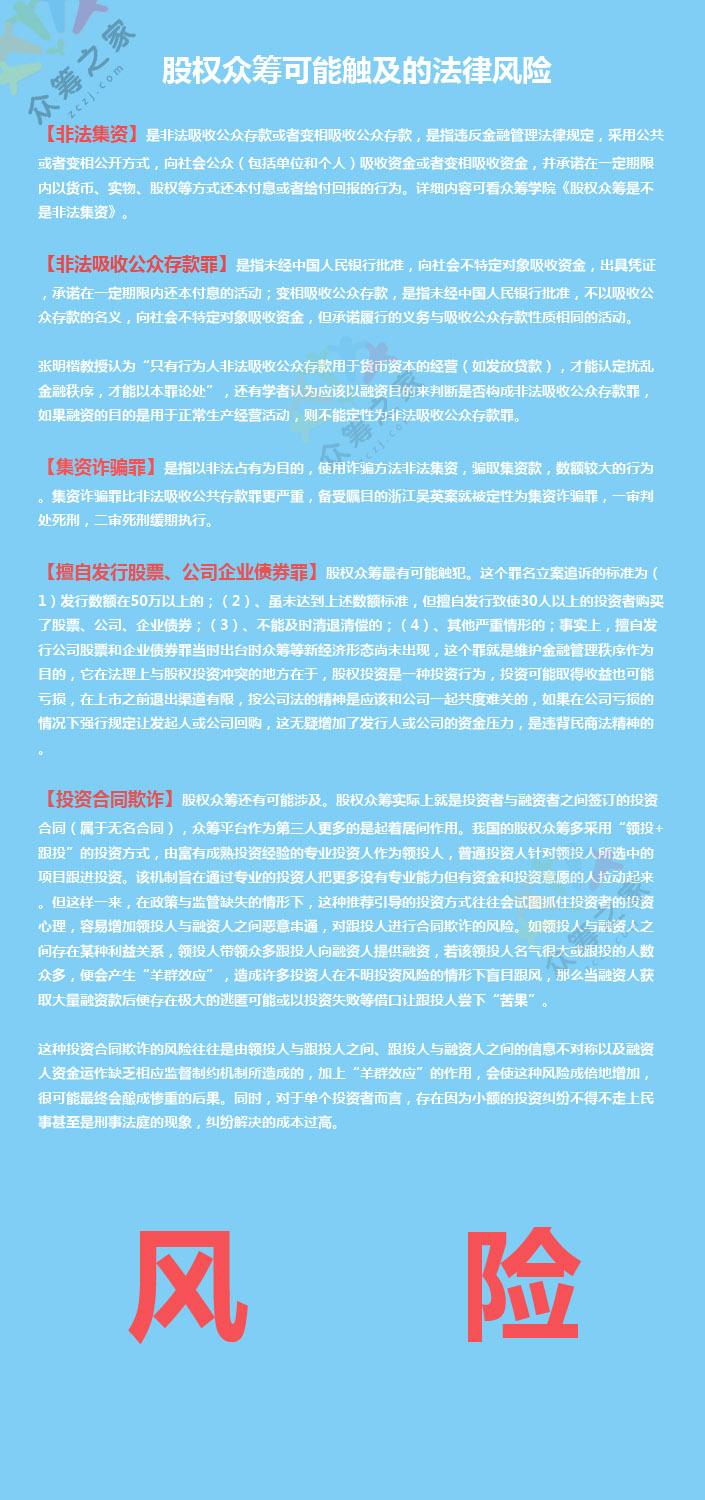 众筹之家
zczj.com
股权众筹可能触及的法律风险
【非法集资】是非法吸收公众存款或者变相吸收公众存款，是指违反金融管理法律规定，采用公共
或者变相公开方式，向社会公众（包括单位和个人）吸收资金或者变相吸收资金，并承诺在一定期限
内以货币、实物、股权等方式还本付息或者给付回报的行为。详细内容可看众筹学院《股权众筹是不
是非法集资》。
【非法吸收公众存款罪】是指未经中国人民银行批准，向社会不特定对象吸收资金，出具凭证
，承诺在一定期限内还本付息的活动；变相吸收公众存款，是指未经中国人民银行批准，不以吸收公
众存款的名义，向社会不特定对象吸收资金，但承诺履行的义务与吸收公众存款性质相同的活动。
张明楷教授认为“只有行为人非法吸收公众存款用于货币资本的经营（如发放贷款），才能认定扰乱
金融秩序，才能以本罪论处”，还有学者认为应该以融资目的来判断是否构成非法吸收公众存款罪，
如果融资的目的是用于正常生产经营活动，则不能定性为非法吸收公众存款罪。
众筹之家
zczj.com
【集资诈骗罪】是指以非法占有为目的，使用诈骗方法非法集资，骗取集资款，数额较大的行为
。集资诈骗罪比非法吸收公共存款罪更严重，备受瞩目的浙江吴英案就被定性为集资诈骗罪，一审判
处死刑，二审死刑缓期执行。
【擅自发行股票、公司企业债券罪】股权众筹最有可能触犯。这个罪名立案追诉的标准为（
1）发行数额在50万以上的；（2）、虽未达到上述数额标准，但擅自发行致使30人以上的投资者购买
了股票、公司、企业债券；（3）、不能及时清退清偿的；（4）、其他严重情形的；事实上，擅自发
行公司股票和企业债券罪当时出台时众筹等新经济形态尚未出现，这个罪就是维护金融管理秩序作为
目的，它在法理上与股权投资冲突的地方在于，股权投资是一种投资行为，投资可能取得收益也可能
亏损，在上市之前退出渠道有限，按公司法的精神是应该和公司一起共度难关的，如果在公司亏损的
情况下强行规定让发起人或公司回购，这无疑增加了发行人或公司的资金压力，是违背民商法精神的
。
【投资合同欺诈】股权众筹还有可能涉及。股权众筹实际上就是投资者与融资者之间签订的投资
合同（属于无名合同），众筹平台作为第三人更多的是起着居间作用。我国的股权众筹多采用“领投+
跟投”的投资方式，由富有成熟投资经验的专业投资人作为领投人，普通投资人针对领投人所选中的
项目跟进投资。该机制旨在通过专业的投资人把更多没有专业能力但有资金和投资意愿的人拉动起来
。但这样一来，在政策与监管缺失的情形下，这种推荐引导的投资方式往往会试图抓住投资者的投资
心理，容易增加领投人与融资人之间恶意串通，对跟投人进行合同欺诈的风险。如领投人与融资人之
间存在某种利益关系，领投人带领众多跟投人向融资人提供融资，若该领投人名气很大或跟投的人数
众多，便会产生“羊群效应”，造成许多投资人在不明投资风险的情形下盲目跟风，那么当融资人获
取大量融资款后便存在极大的逃匿可能或以投资失败等借口让跟投人尝下“苦果”。
众筹之家
zczj.com
这种投资合同欺诈的风险往往是由领投人与跟投人之间、跟投人与融资人之间的信息不对称以及融资
人资金运作缺乏相应监督制约机制所造成的，加上“羊群效应”的作用，会使这种风险成倍地增加，
很可能最终会酿成惨重的后果。同时，对于单个投资者而言，存在因为小额的投资纠纷不得不走上民
事甚至是刑事法庭的现象，纠纷解决的成本过高。
风 险